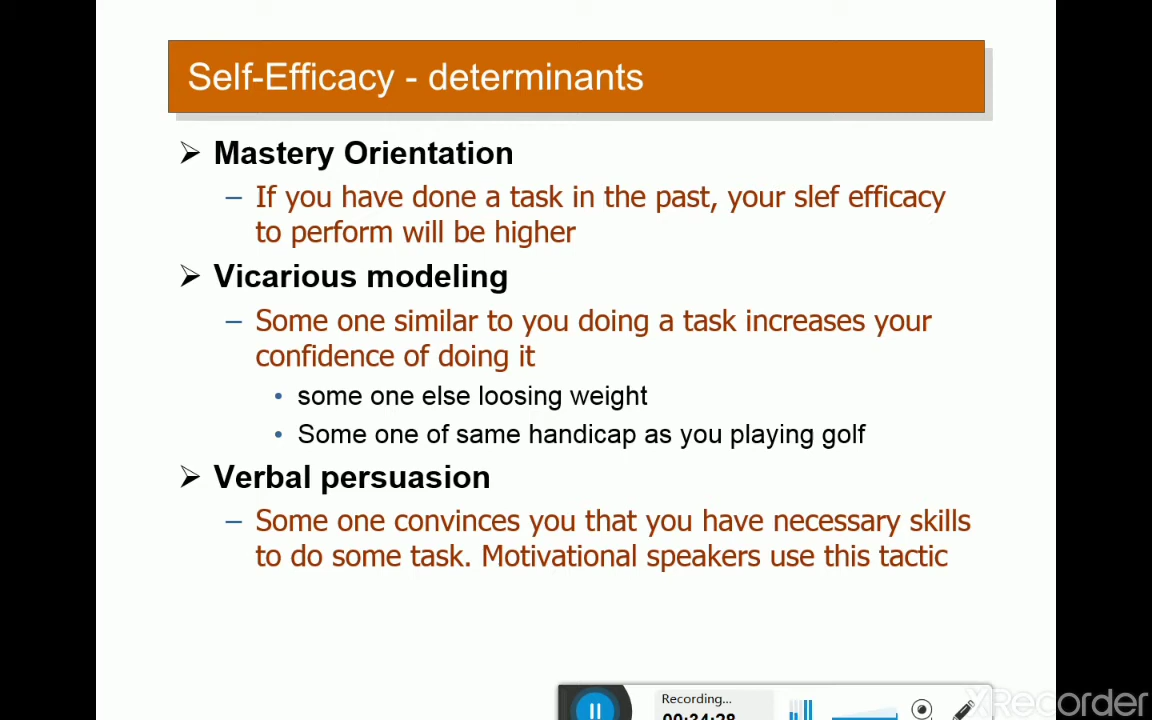 Self-Efficacy - determinants
➢ Mastery Orientation
– If you have done a task in the past, your slef efficacy
to perform will be higher
➢ Vicarious modeling
– Some one similar to you doing a task increases your
confidence of doing it
• some one else loosing weight
• Some one of same handicap as you playing golf
➢ Verbal persuasion
– Some one convinces you that you have necessary skills
to do some task. Motivational speakers use this tactic
Recording...
00:34:28
XRecorder